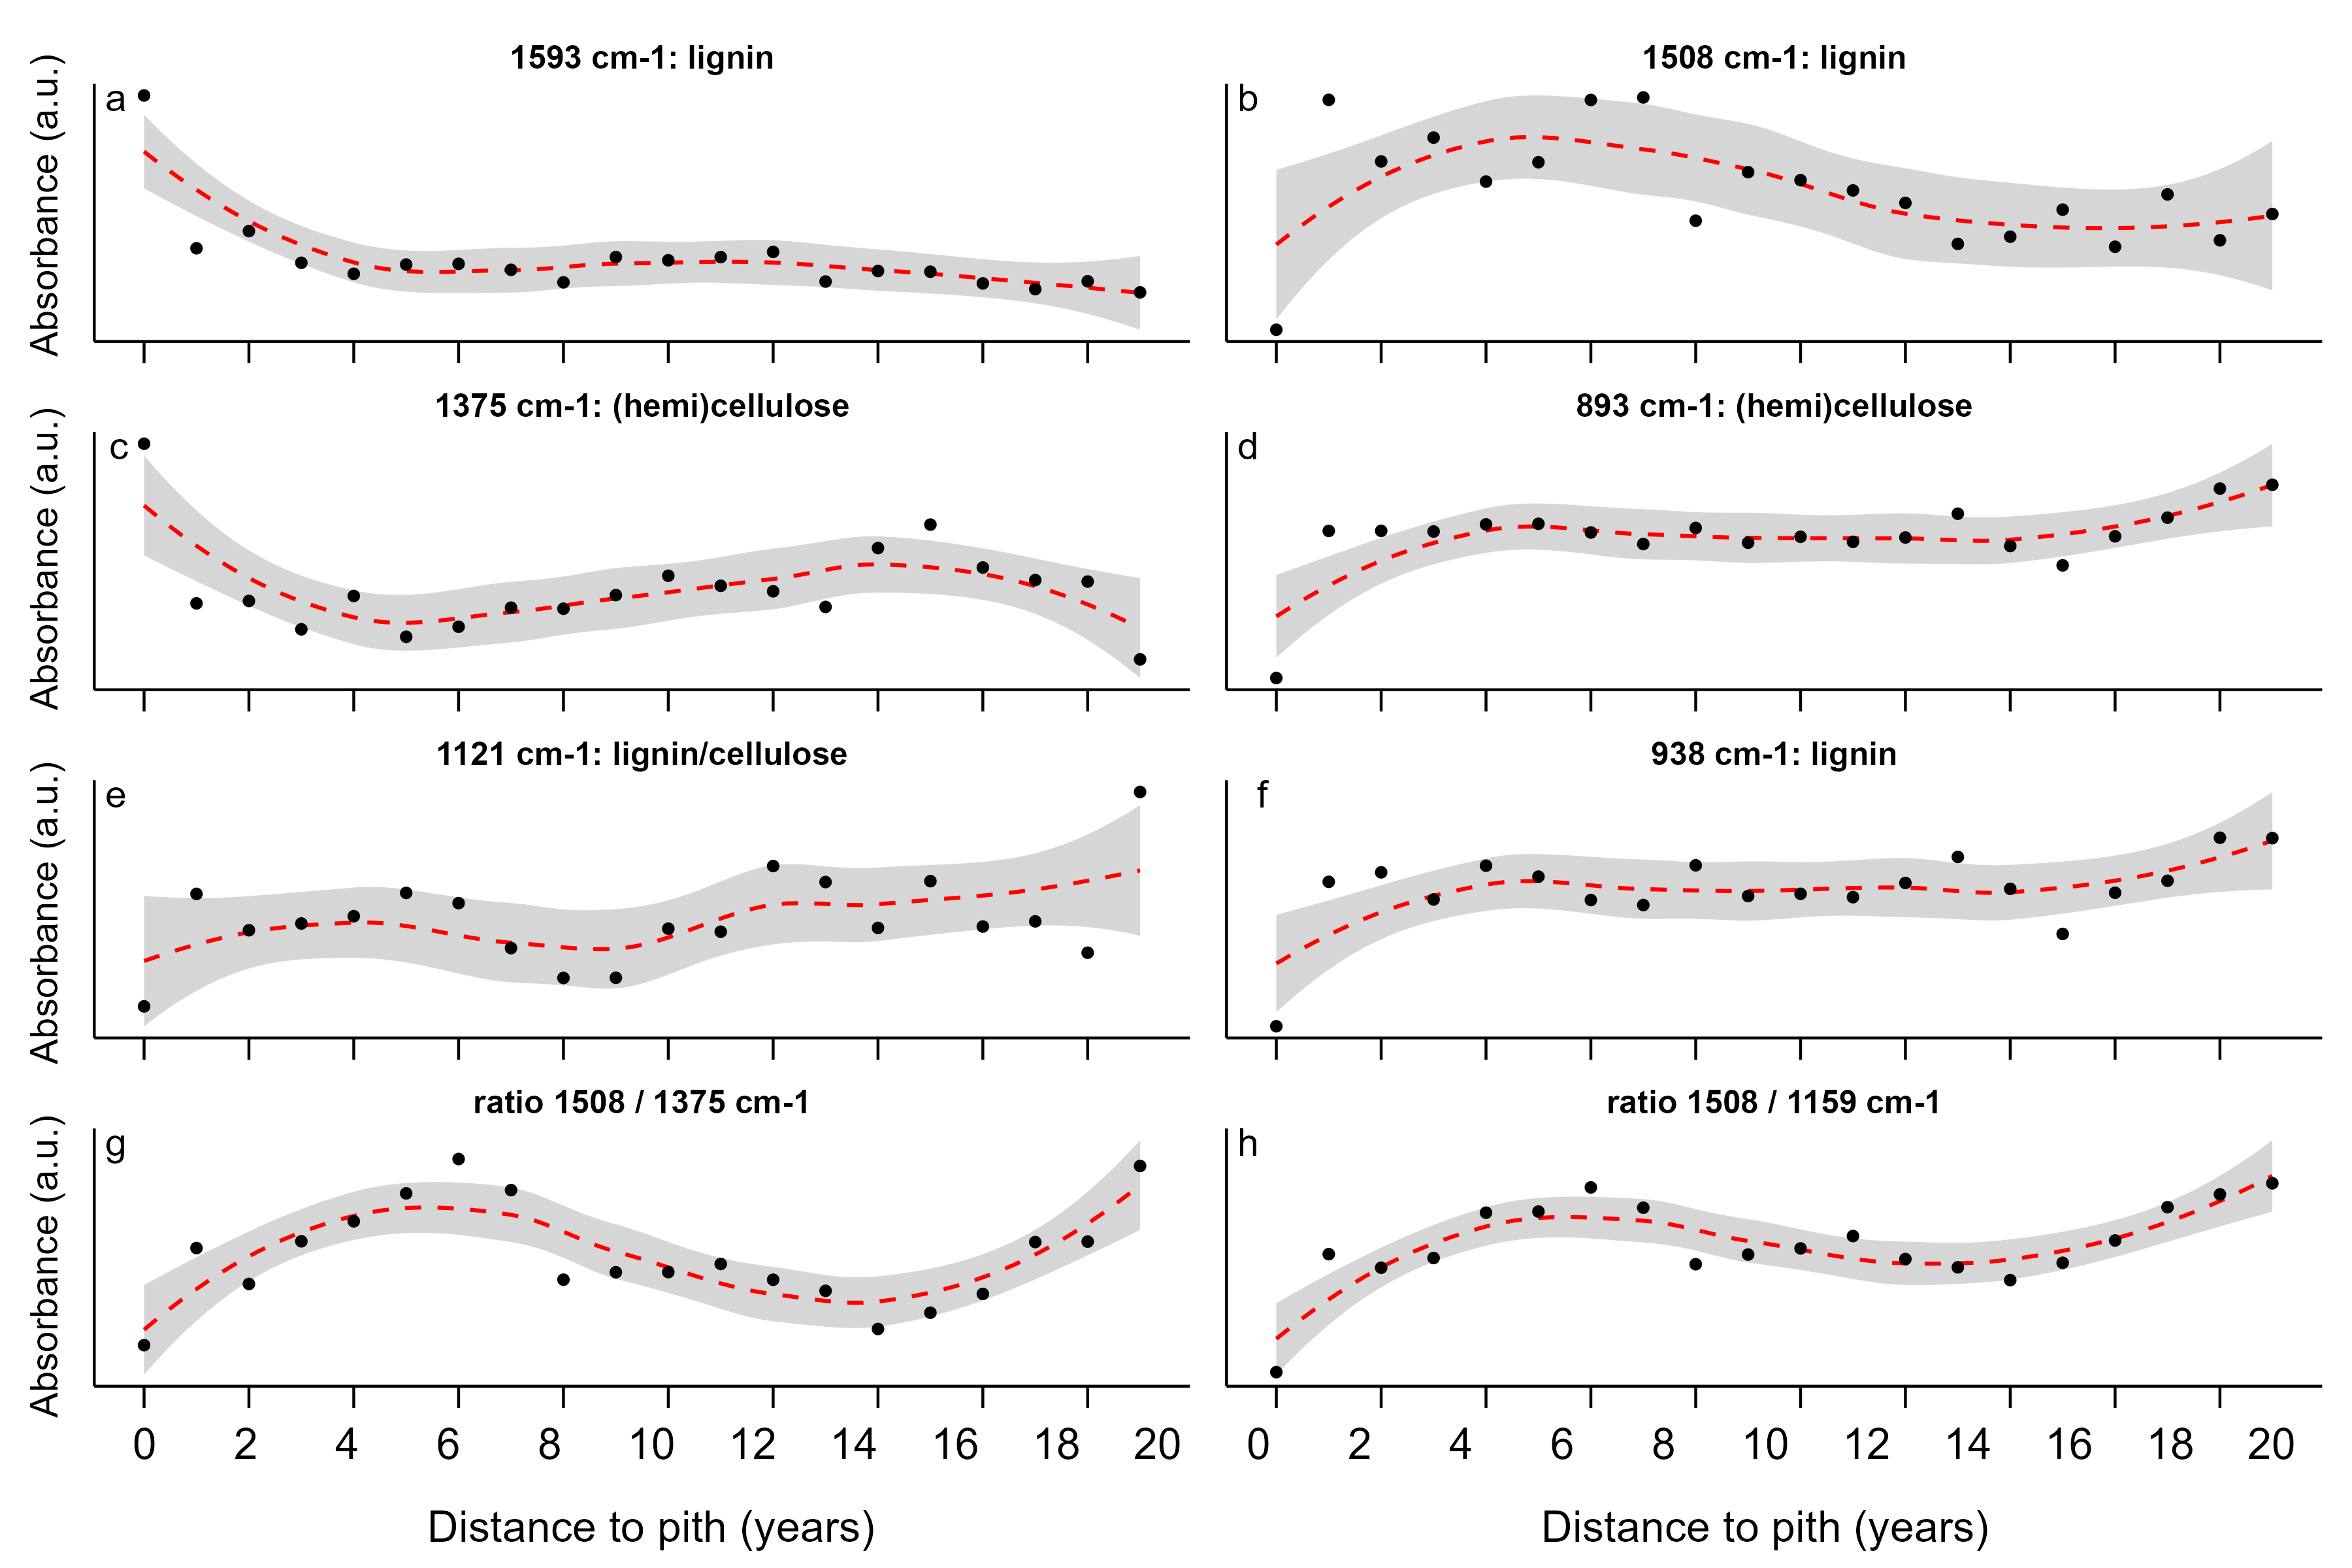 1593 cm-1: lignin
a
Absorbance (a.u.)
1508 cm-1: lignin
b
1375 cm-1: (hemi)cellulose
c
Absorbance (a.u.)
893 cm-1: (hemi)cellulose
d
1121 cm-1: lignin/cellulose
e
Absorbance (a.u.)
938 cm-1: lignin
f
ratio 1508 / 1375 cm-1
g
Absorbance (a.u.)
ratio 1508 / 1159 cm-1
h
0 2 4 6 8 10 12 14 16 18 20
0 2 4 6 8 10 12 14 16 18 20
Distance to pith (years)
Distance to pith (years)